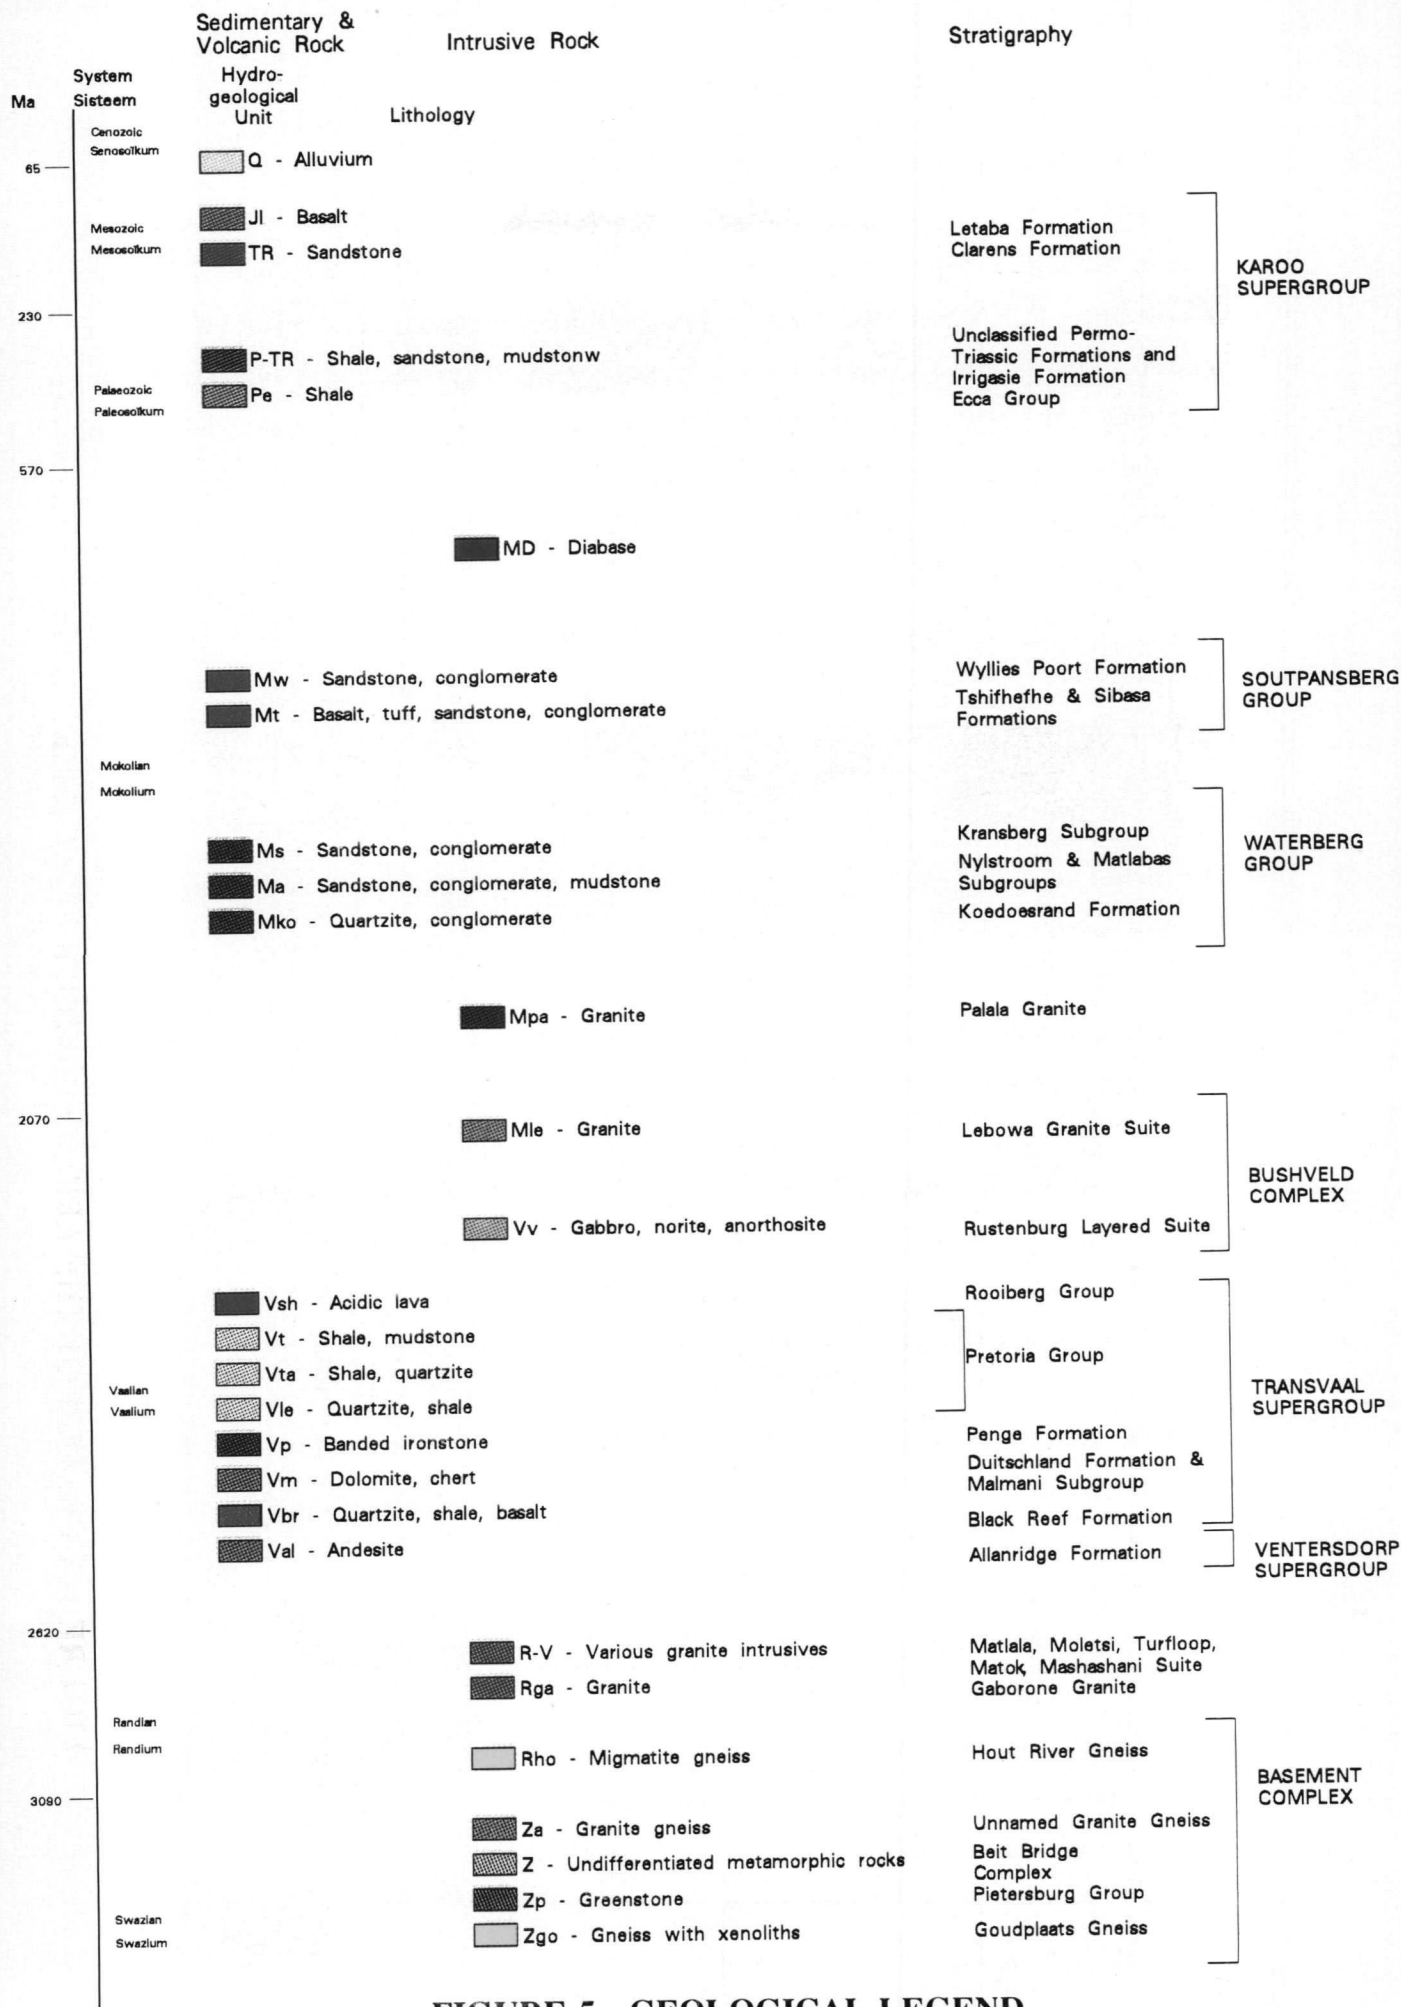 Sedimentary &
Volcanic Rock
Intrusive Rock
Stratigraphy
Ma
System
Sisteem
Hydro-
geological
Unit
Lithology
Cenozoic
Senosoïkum
65
Q - Alluvium
Jl - Basalt
Letaba Formation
Mesozoic
Mesosoïkum
TR - Sandstone
Clarens Formation
KAROO
SUPERGROUP
230
P-TR - Shale, sandstone, mudstonw
Unclassified Permo-
Triassic Formations and
Irrigasie Formation
Palaeozoic
Paleosoïkum
Pe - Shale
Ecca Group
570
MD - Diabase
Mw - Sandstone, conglomerate
Wyllies Poort Formation
Mt - Basalt, tuff, sandstone, conglomerate
Tshifhefhe & Sibasa
Formations
SOUTPANSBERG
GROUP
Mokolian
Mokolium
Ms - Sandstone, conglomerate
Kransberg Subgroup
Ma - Sandstone, conglomerate, mudstone
Nylstroom & Matlabas
Subgroups
Mko - Quartzite, conglomerate
Koedoesrand Formation
WATERBERG
GROUP
Mpa - Granite
Palala Granite
2070
Mle - Granite
Lebowa Granite Suite
Vv - Gabbro, norite, anorthosite
Rustenburg Layered Suite
BUSHVELD
COMPLEX
Vsh - Acidic lava
Rooiberg Group
Vt - Shale, mudstone
Vta - Shale, quartzite
Pretoria Group
Vaalian
Vaalium
Vle - Quartzite, shale
Vp - Banded ironstone
Penge Formation
Vm - Dolomite, chert
Duitschland Formation &
Malmani Subgroup
Vbr - Quartzite, shale, basalt
Black Reef Formation
TRANSVAAL
SUPERGROUP
Val - Andesite
Allanridge Formation
VENTERSDORP
SUPERGROUP
2620
R-V - Various granite intrusives
Matlala, Moletsi, Turfloop,
Matok, Mashashani Suite
Rga - Granite
Gaborone Granite
Randian
Randium
Rho - Migmatite gneiss
Hout River Gneiss
BASEMENT
COMPLEX
3090
Za - Granite gneiss
Unnamed Granite Gneiss
Z - Undifferentiated metamorphic rocks
Beit Bridge
Complex
Zp - Greenstone
Pietersburg Group
Swazian
Swazium
Zgo - Gneiss with xenoliths
Goudplaats Gneiss
FIGURE 5 GEOLOGICAL LEGEND